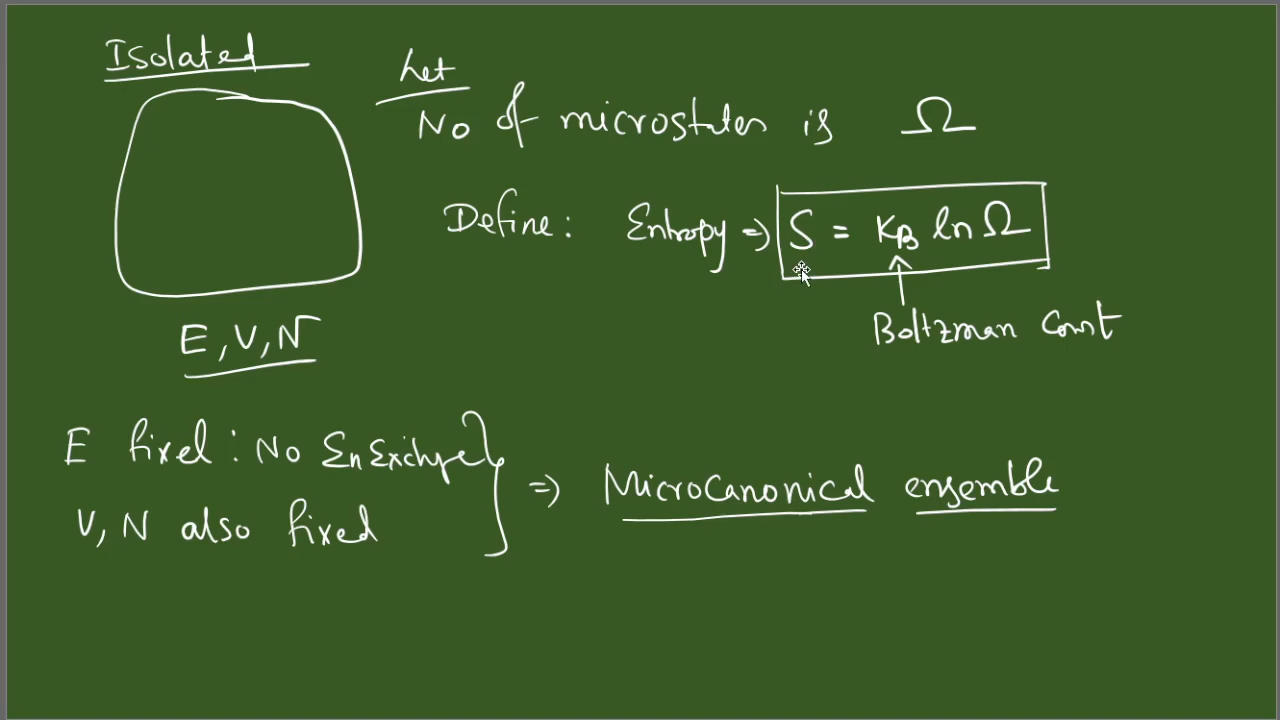 Isolated
Let
No of microstates is Ω
Define: Entropy ⇒ S = KB ln Ω
Boltzman Const
E, V, N
E fixed: No En Exchge
V, N also fixed
⇒ Microcanonical ensemble